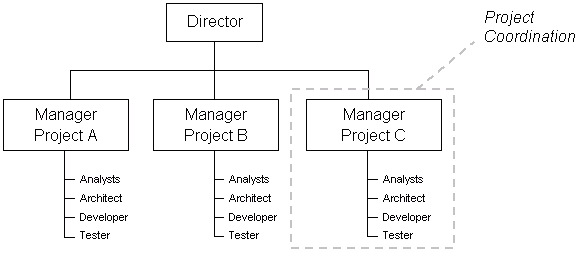 Director
Project
Coordination
Manager
Project A
Manager
Project B
Manager
Project C
Analysts
Architect
Developer
Tester
Analysts
Architect
Developer
Tester
Analysts
Architect
Developer
Tester